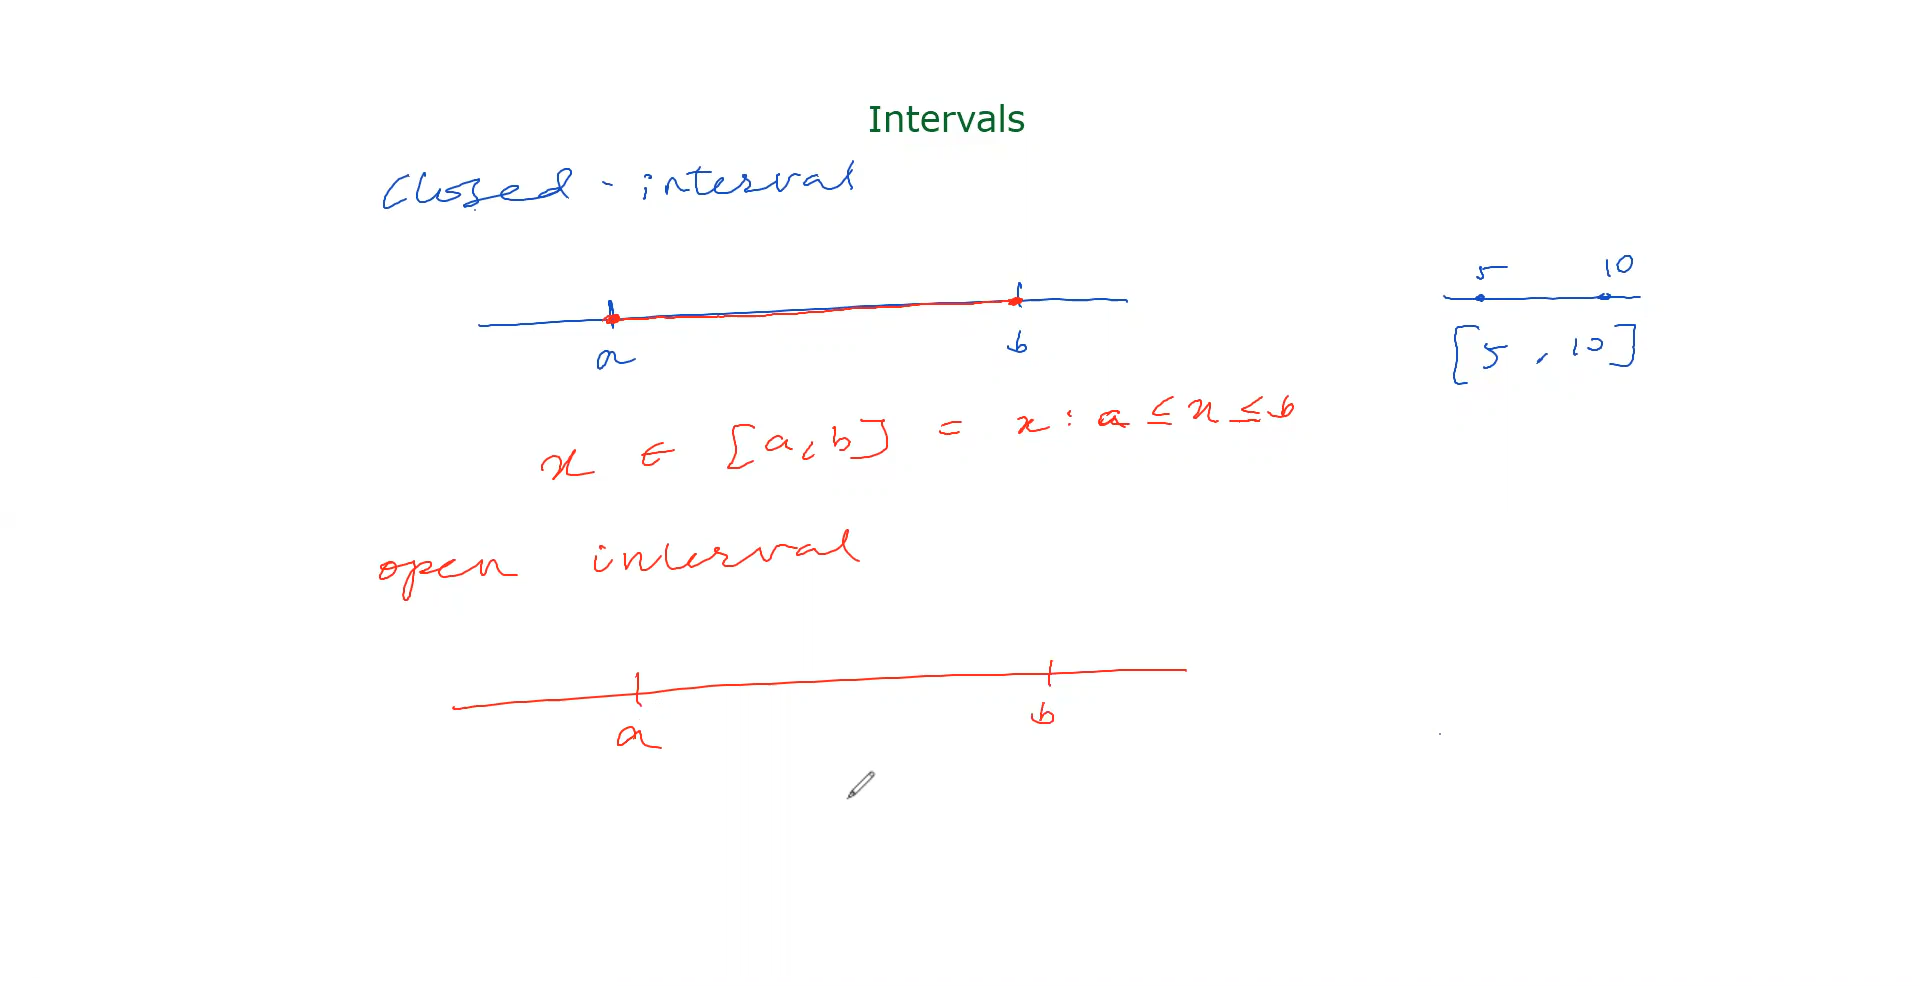 Intervals
closed - interval
5 10
a b
[5 , 10]
x ∈ [a, b] = x : a ≤ x ≤ b
open interval
a b